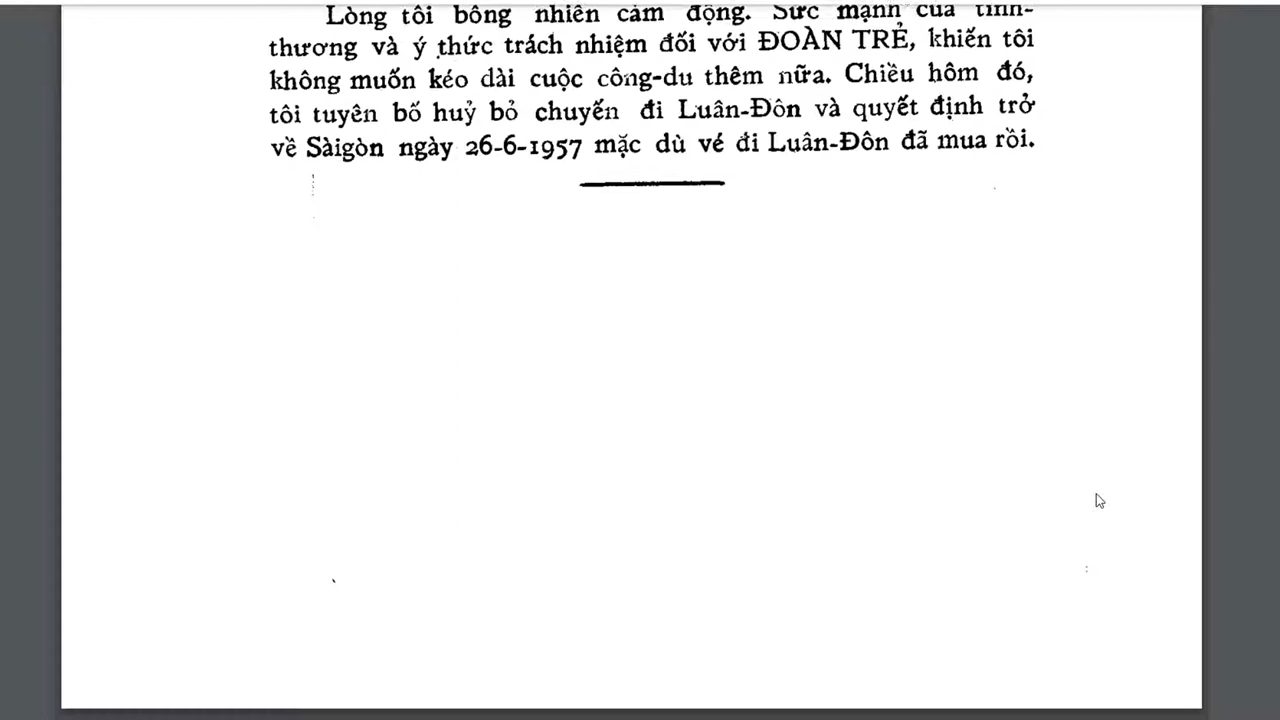 Lòng tôi bỗng nhiên cảm động. Sức mạnh của tình-
thương và ý thức trách nhiệm đối với ĐOÀN TRẺ, khiến tôi
không muốn kéo dài cuộc công-du thêm nữa. Chiều hôm đó,
tôi tuyên bố huỷ bỏ chuyến đi Luân-Đôn và quyết định trở
về Sàigòn ngày 26-6-1957 mặc dù vé đi Luân-Đôn đã mua rồi.